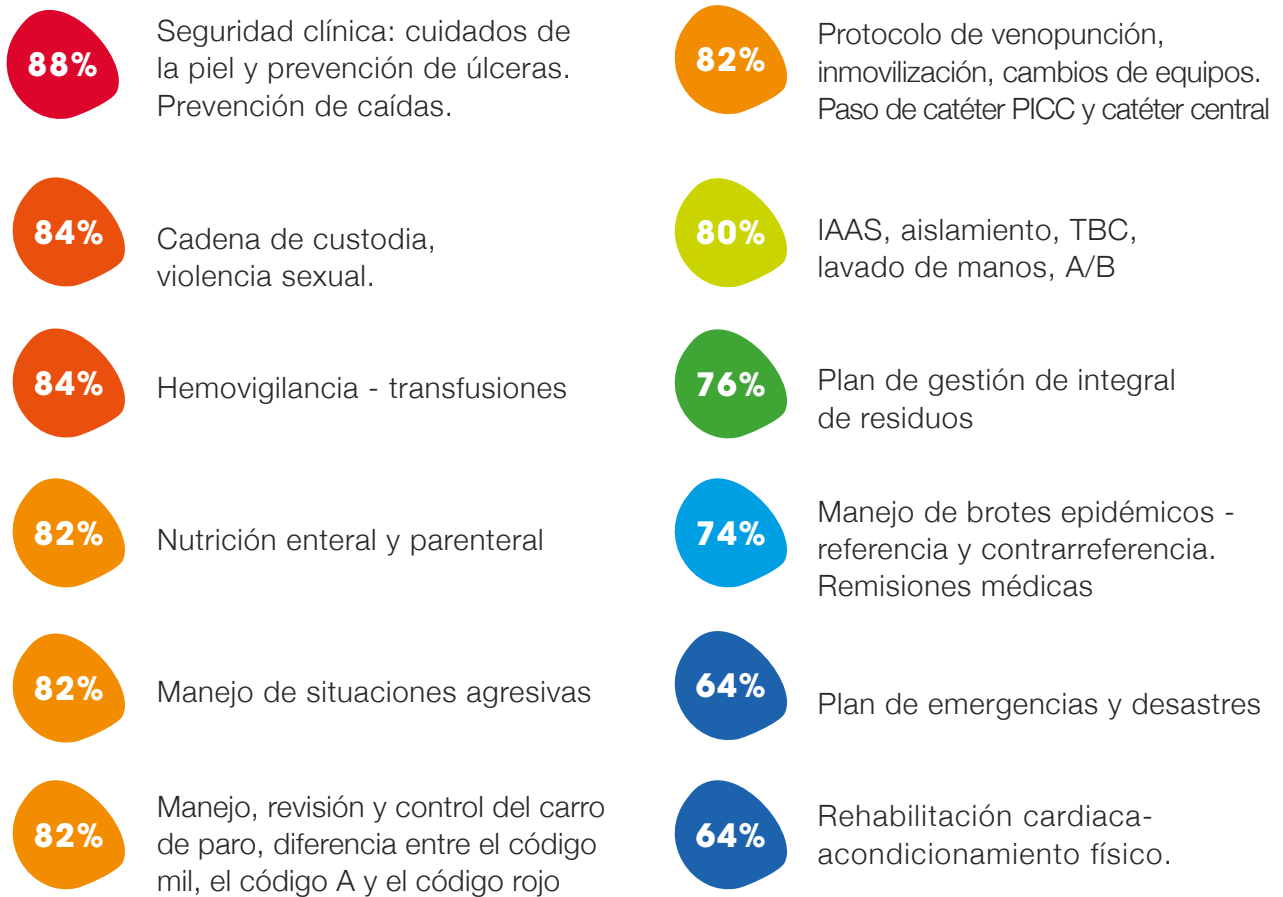 88%
Seguridad clínica: cuidados de
la piel y prevención de úlceras.
Prevención de caídas.
84%
Cadena de custodia,
violencia sexual.
84%
Hemovigilancia - transfusiones
82%
Nutrición enteral y parenteral
82%
Manejo de situaciones agresivas
82%
Manejo, revisión y control del carro
de paro, diferencia entre el código
mil, el código A y el código rojo
82%
Protocolo de venopunción,
inmovilización, cambios de equipos.
Paso de catéter PICC y catéter central
80%
IAAS, aislamiento, TBC,
lavado de manos, A/B
76%
Plan de gestión de integral
de residuos
74%
Manejo de brotes epidémicos -
referencia y contrarreferencia.
Remisiones médicas
64%
Plan de emergencias y desastres
64%
Rehabilitación cardiaca-
acondicionamiento físico.